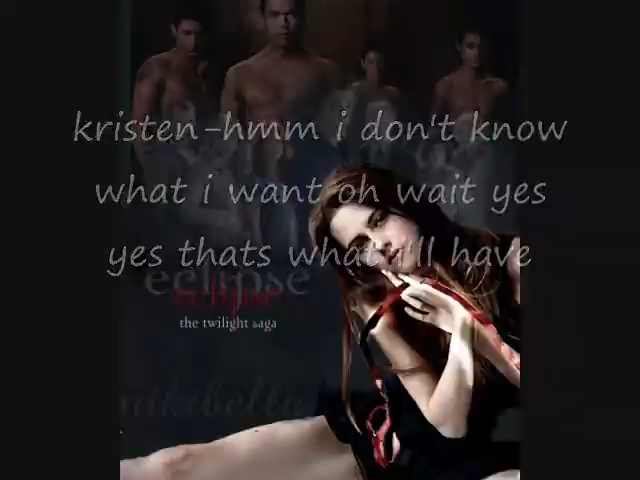 kristen-hmm i don't know
what i want oh wait yes
yes thats what i'll have
eclipse
eclipse
the twilight saga